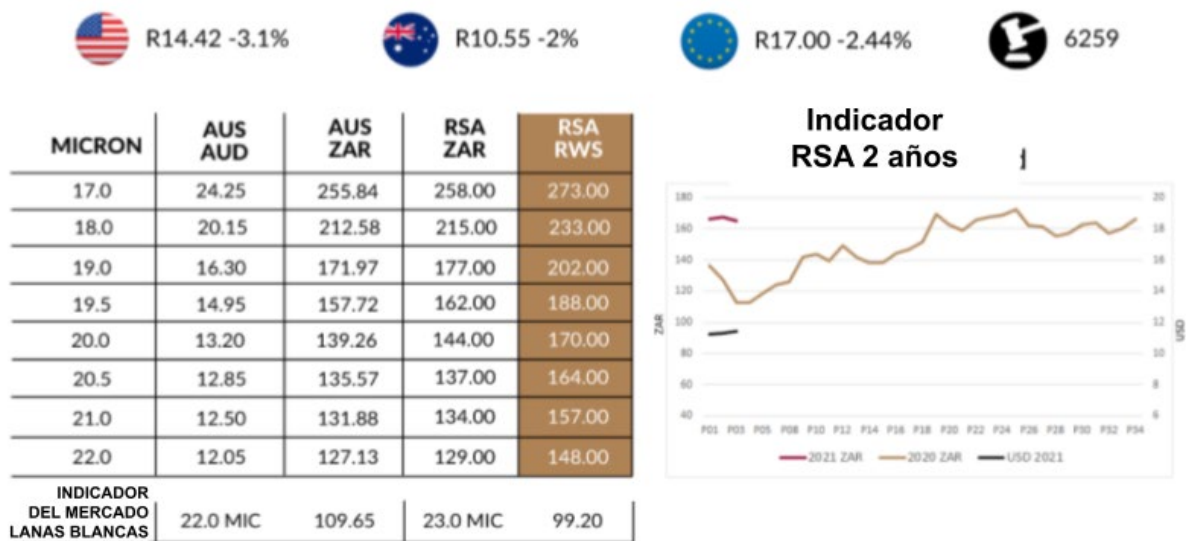 R14.42 -3.1%
R10.55 -2%
R17.00 -2.44%
6259
MICRON AUS AUD AUS ZAR RSA ZAR RSA RWS
17.0 24.25 255.84 258.00 273.00
18.0 20.15 212.58 215.00 233.00
19.0 16.30 171.97 177.00 202.00
19.5 14.95 157.72 162.00 188.00
20.0 13.20 139.26 144.00 170.00
20.5 12.85 135.57 137.00 164.00
21.0 12.50 131.88 134.00 157.00
22.0 12.05 127.13 129.00 148.00
INDICADOR
DEL MERCADO
LANAS BLANCAS
22.0 MIC 109.65 23.0 MIC 99.20
Indicador
RSA 2 años
180 20
160 18
140 16
120 14
100 12
80 10
60 8
40 6
ZAR
USD
P01 P03 P05 P08 P10 P12 P14 P16 P18 P20 P22 P24 P26 P28 P30 P32 P34
2021 ZAR 2020 ZAR USD 2021